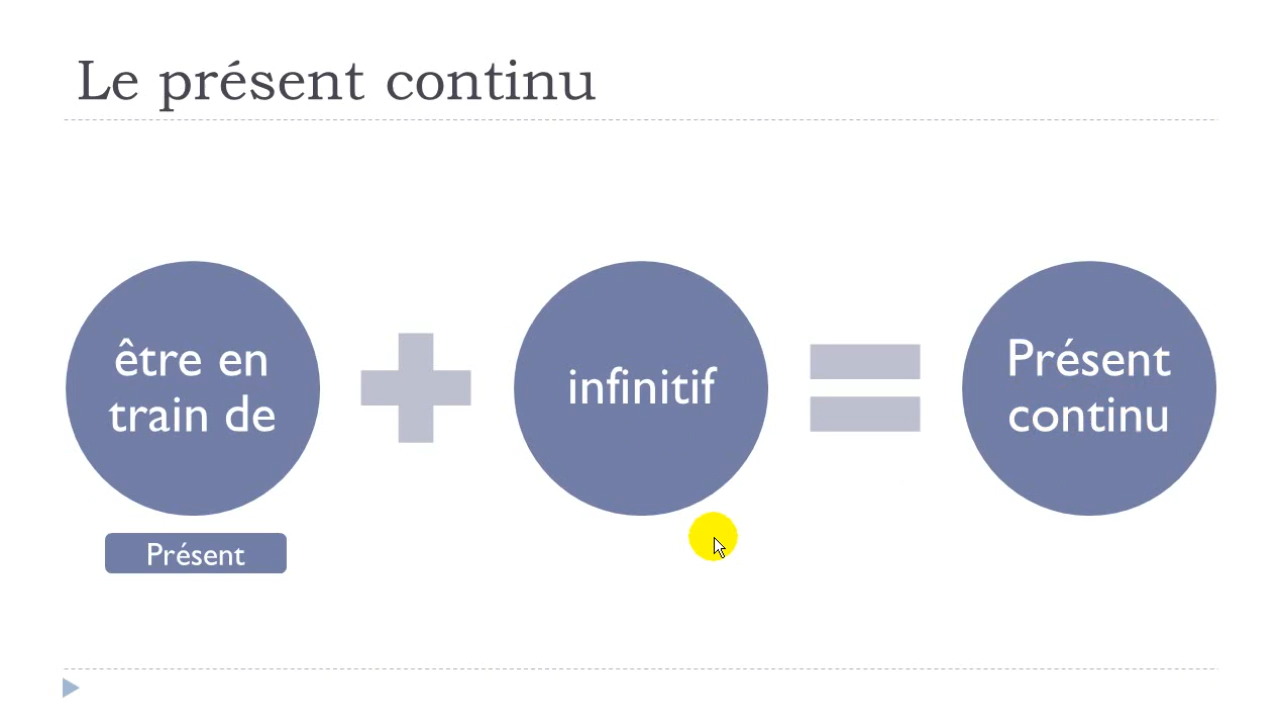 Le présent continu
être en
train de
infinitif
Présent
continu
Présent